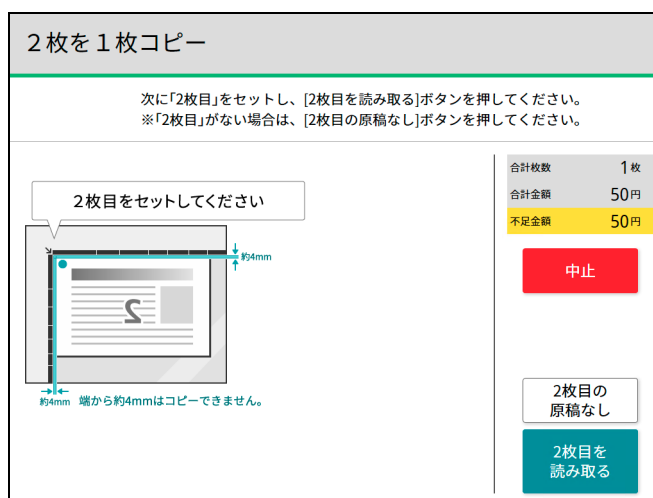 ２枚を１枚コピー
次に「2枚目」をセットし、[2枚目を読み取る]ボタンを押してください。
※「2枚目」がない場合は、[2枚目の原稿なし]ボタンを押してください。
2枚目をセットしてください
約4mm
2
約4mm
端から約4mmはコピーできません。
合計枚数 1枚
合計金額 50円
不足金額 50円
中止
2枚目の
原稿なし
2枚目を
読み取る